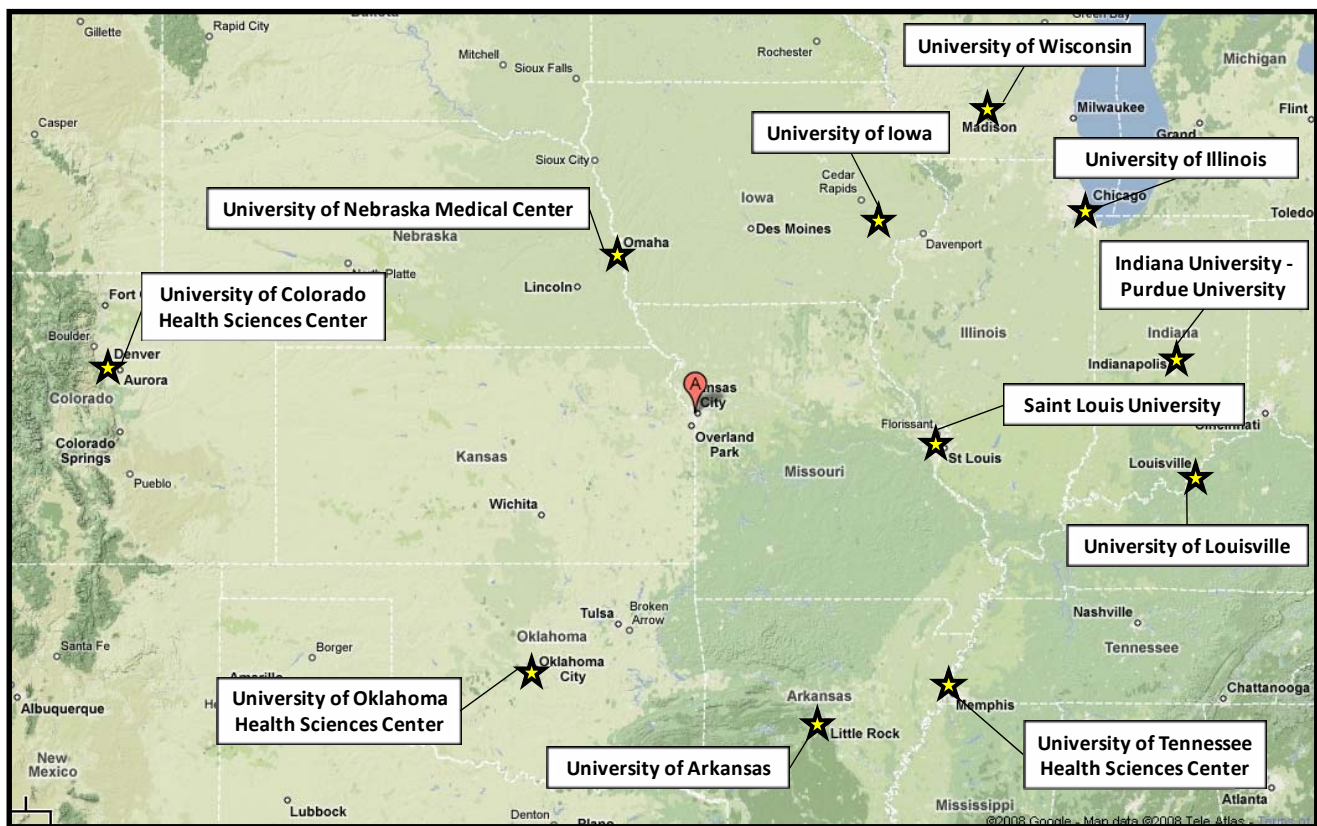 Dakota
Green Bay
Gillette
Rapid City
University of Wisconsin
Rochester
Michigan
Mitchell
Sioux Falls
Milwaukee
Flint
Casper
Madison
Grand
University of Iowa
Sioux City
University of Illinois
Cedar
Rapids
Chicago
Iowa
University of Nebraska Medical Center
Toledo
Des Moines
Nebraska
Omaha
Davenport
North Platte
Indiana University -
Purdue University
Lincoln
Fort
University of Colorado
Health Sciences Center
Illinois
Indiana
Boulder
Denver
Indianapolis
Aurora
A
nsas
City
Colorado
Saint Louis University
Florissant
Cincinnati
Overland
Park
Colorado
Springs
St Louis
Kansas
Louisville
Missouri
Pueblo
Wichita
University of Louisville
Tulsa
Broken
Arrow
Nashville
Oklahoma
Tennessee
Santa Fe
Borger
Oklahoma
City
Amarillo
Arkansas
Chattanooga
University of Oklahoma
Health Sciences Center
Memphis
Albuquerque
Little Rock
University of Tennessee
Health Sciences Center
New
Mexico
University of Arkansas
Atlanta
Lubbock
Denton
Plano
Mississippi
©2008 Google - Map data ©2008 Tele Atlas - Terms of